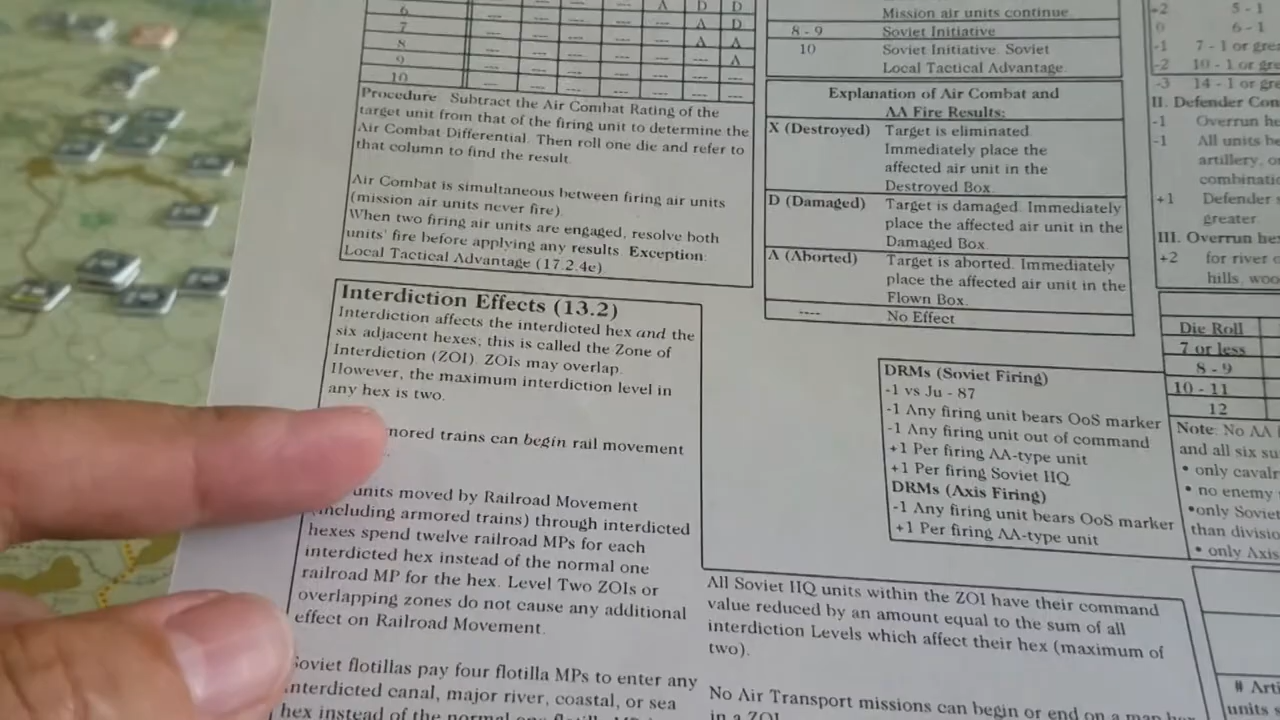 6 --- --- --- --- --- A D D
7 --- --- --- --- --- --- A D
8 --- --- --- --- --- --- A A
9 --- --- --- --- --- --- --- A
10 --- --- --- --- --- --- --- ---
Procedure Subtract the Air Combat Rating of the
target unit from that of the firing unit to determine the
Air Combat Differential. Then roll one die and refer to
that column to find the result.
Air Combat is simultaneous between firing air units
(mission air units never fire).
When two firing air units are engaged, resolve both
units' fire before applying any results Exception:
Local Tactical Advantage (17.2.4e)
Interdiction Effects (13.2)
Interdiction affects the interdicted hex and the
six adjacent hexes; this is called the Zone of
Interdiction (ZOI). ZOIs may overlap.
However, the maximum interdiction level in
any hex is two.
mored trains can begin rail movement
units moved by Railroad Movement
(including armored trains) through interdicted
hexes spend twelve railroad MPs for each
interdicted hex instead of the normal one
railroad MP for the hex. Level Two ZOIs or
overlapping zones do not cause any additional
effect on Railroad Movement.
Soviet flotillas pay four flotilla MPs to enter any
interdicted canal, major river, coastal, or sea
hex instead of the normal one
Mission air units continue
8 - 9 Soviet Initiative
10 Soviet Initiative. Soviet
Local Tactical Advantage.
Explanation of Air Combat and
AA Fire Results:
X (Destroyed) Target is eliminated.
Immediately place the
affected air unit in the
Destroyed Box.
D (Damaged) Target is damaged. Immediately
place the affected air unit in the
Damaged Box.
A (Aborted) Target is aborted. Immediately
place the affected air unit in the
Flown Box.
---- No Effect
DRMs (Soviet Firing)
-1 vs Ju - 87
-1 Any firing unit bears OoS marker
-1 Any firing unit out of command
+1 Per firing AA-type unit
+1 Per firing Soviet HQ
DRMs (Axis Firing)
-1 Any firing unit bears OoS marker
+1 Per firing AA-type unit
All Soviet HQ units within the ZOI have their command
value reduced by an amount equal to the sum of all
interdiction Levels which affect their hex (maximum of
two).
No Air Transport missions can begin or end on a map
in a ZOI
+2 5 - 1
0 6 - 1
-1 7 - 1 or grea
-2 10 - 1 or gre
-3 14 - 1 or gre
II. Defender Con
-1 Overrun he
-1 All units be
artillery, o
combinatio
+1 Defender s
greater
III. Overrun he
+2 for river o
hills, woo
Die Roll
7 or less
8 - 9
10 - 11
12
Note: No AA
and all six su
• only cavalr
• no enemy
•only Soviet
than divisio
• only Axis
# Arti
units s